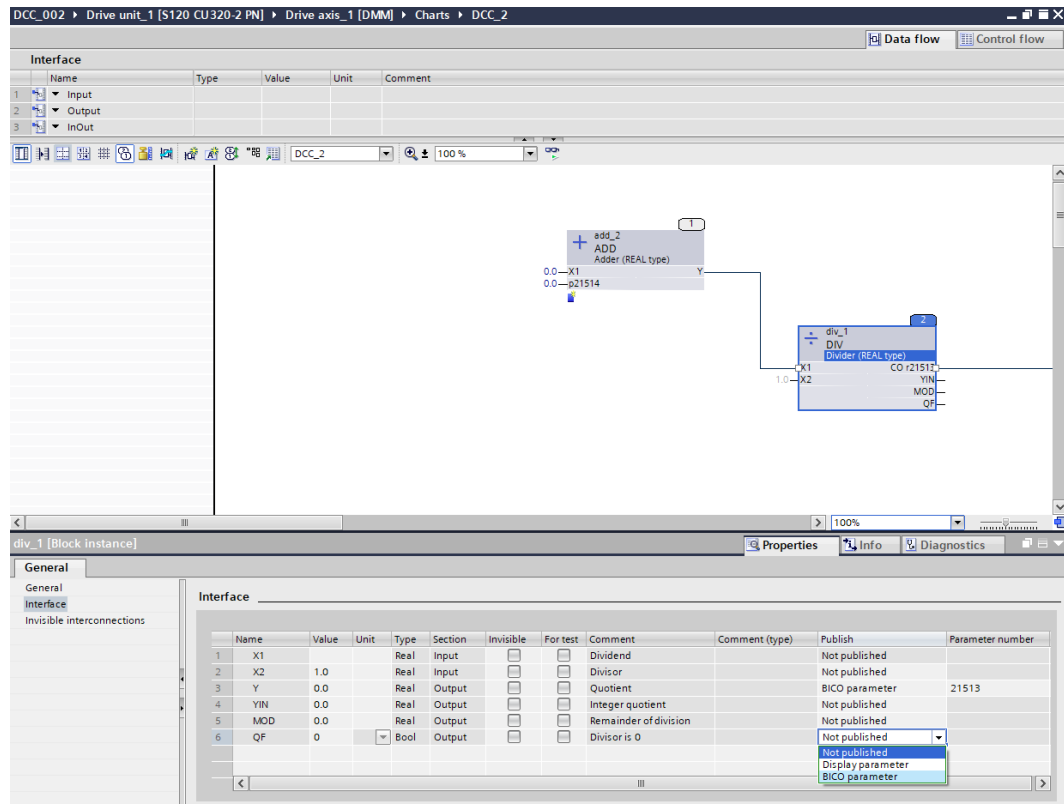 DCC_002 ▸ Drive unit_1 [S120 CU320-2 PN] ▸ Drive axis_1 [DMM] ▸ Charts ▸ DCC_2
Data flow Control flow
Interface
Name Type Value Unit Comment
1 Input
2 Output
3 InOut
DCC_2 100 %
1
add_2
ADD
Adder (REAL type)
0.0 X1 Y
0.0 p21514
2
div_1
DIV
Divider (REAL type)
X1 CO r21513
1.0 X2 YIN
MOD
QF
100%
div_1 [Block instance] Properties Info Diagnostics
General
General
Interface
Invisible interconnections
Interface
Name Value Unit Type Section Invisible For test Comment Comment (type) Publish Parameter number
1 X1 Real Input Dividend Not published
2 X2 1.0 Real Input Divisor Not published
3 Y 0.0 Real Output Quotient BICO parameter 21513
4 YIN 0.0 Real Output Integer quotient Not published
5 MOD 0.0 Real Output Remainder of division Not published
6 QF 0 Bool Output Divisor is 0 Not published
Not published
Display parameter
BICO parameter